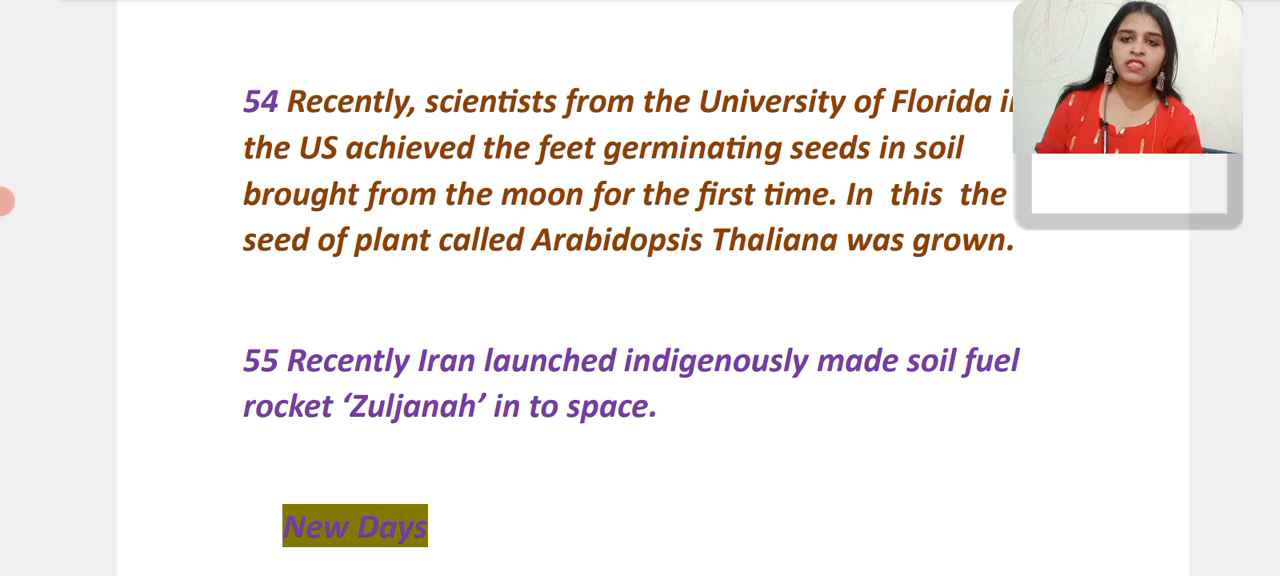 54 Recently, scientists from the University of Florida in
the US achieved the feet germinating seeds in soil
brought from the moon for the first time. In this the
seed of plant called Arabidopsis Thaliana was grown.
55 Recently Iran launched indigenously made soil fuel
rocket ‘Zuljanah’ in to space.
New Days